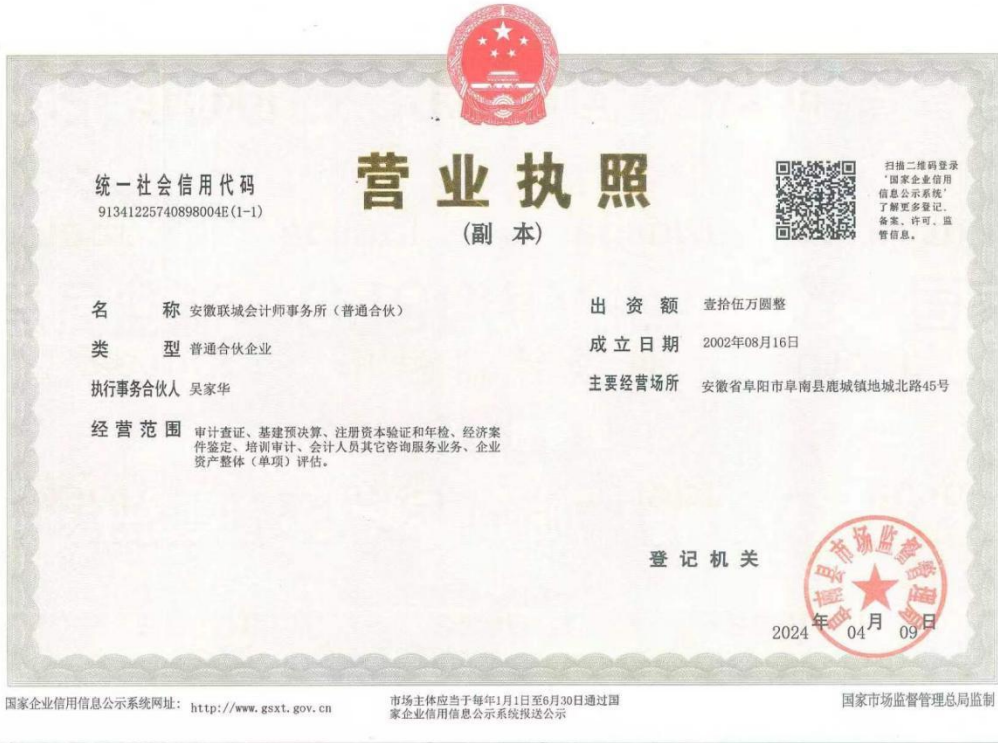 营业执照
(副 本)
统一社会信用代码
91341225740898004E(1-1)
扫描二维码登录
‘国家企业信用
信息公示系统’
了解更多登记、
备案、许可、监
管信息。
名 称 安徽联城会计师事务所（普通合伙）
类 型 普通合伙企业
执行事务合伙人 吴家华
经营范围 审计查证、基建预决算、注册资本验证和年检、经济案
件鉴定、培训审计、会计人员其它咨询服务业务、企业
资产整体（单项）评估。
出资额 壹拾伍万圆整
成立日期 2002年08月16日
主要经营场所 安徽省阜阳市阜南县鹿城镇地城北路45号
登记机关
阜南县市场监督管理局
2024年04月09日
国家企业信用信息公示系统网址： http://www.gsxt.gov.cn
市场主体应当于每年1月1日至6月30日通过国
家企业信用信息公示系统报送公示
国家市场监督管理总局监制